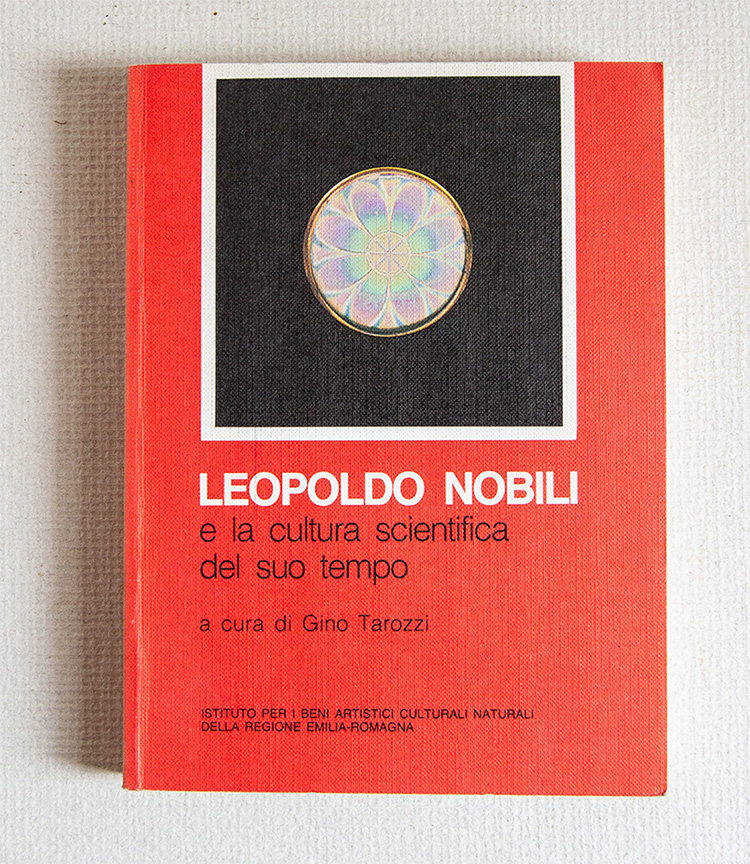 LEOPOLDO NOBILI
e la cultura scientifica
del suo tempo
a cura di Gino Tarozzi
ISTITUTO PER I BENI ARTISTICI CULTURALI NATURALI
DELLA REGIONE EMILIA-ROMAGNA